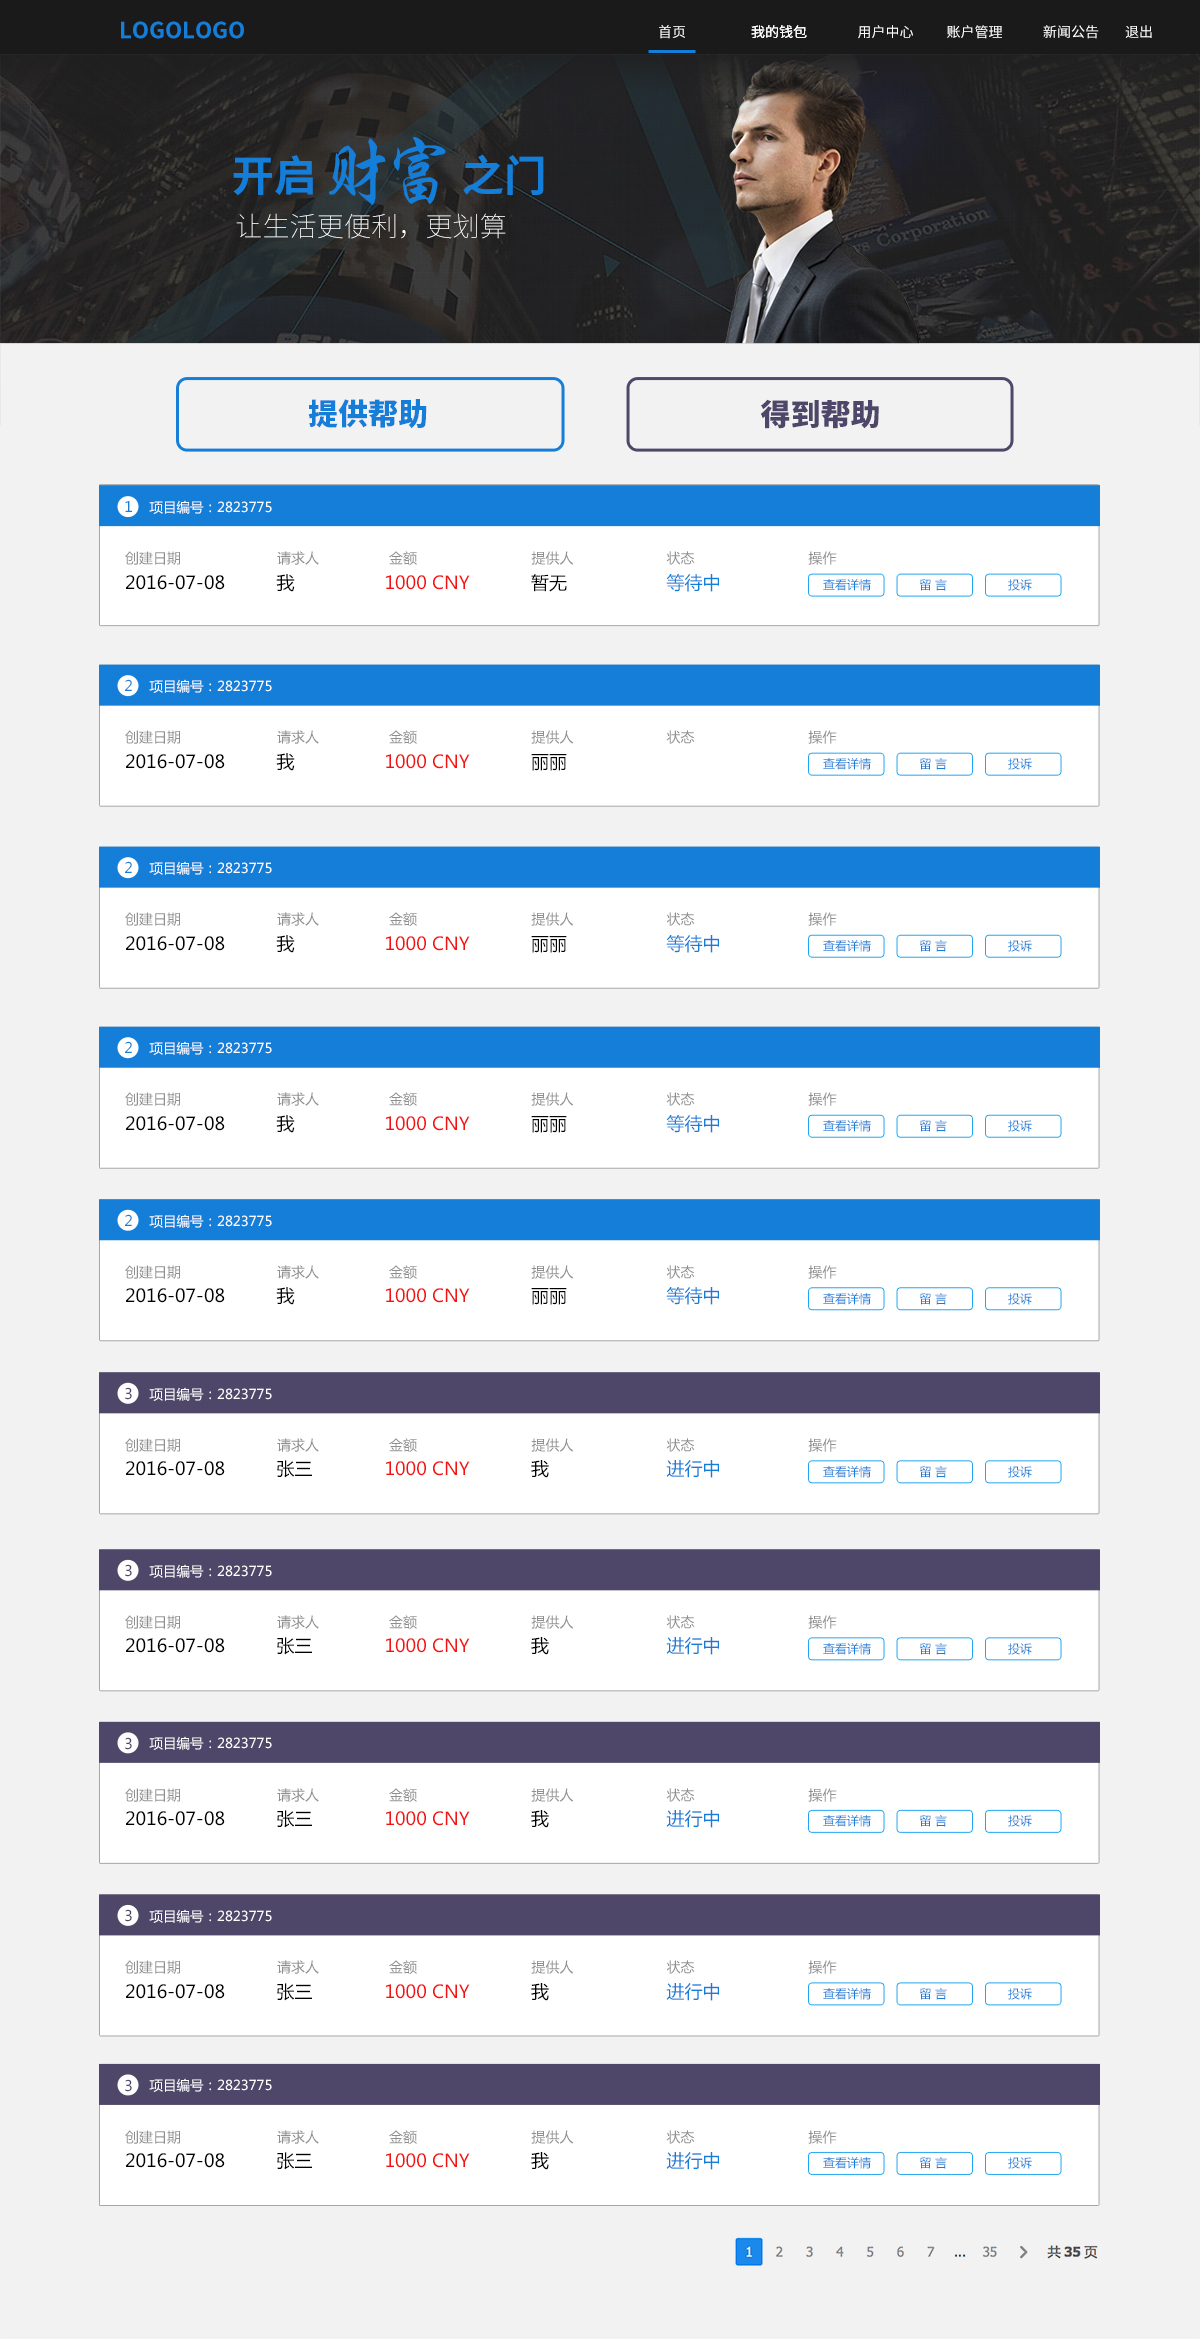 LOGOLOGO
首页 我的钱包 用户中心 账户管理 新闻公告 退出
开启财富之门
让生活更便利，更划算
提供帮助 得到帮助
1 项目编号：2823775
创建日期 请求人 金额 提供人 状态 操作
2016-07-08 我 1000 CNY 暂无 等待中 查看详情 留 言 投诉
2 项目编号：2823775
创建日期 请求人 金额 提供人 状态 操作
2016-07-08 我 1000 CNY 丽丽 查看详情 留 言 投诉
2 项目编号：2823775
创建日期 请求人 金额 提供人 状态 操作
2016-07-08 我 1000 CNY 丽丽 等待中 查看详情 留 言 投诉
2 项目编号：2823775
创建日期 请求人 金额 提供人 状态 操作
2016-07-08 我 1000 CNY 丽丽 等待中 查看详情 留 言 投诉
2 项目编号：2823775
创建日期 请求人 金额 提供人 状态 操作
2016-07-08 我 1000 CNY 丽丽 等待中 查看详情 留 言 投诉
3 项目编号：2823775
创建日期 请求人 金额 提供人 状态 操作
2016-07-08 张三 1000 CNY 我 进行中 查看详情 留 言 投诉
3 项目编号：2823775
创建日期 请求人 金额 提供人 状态 操作
2016-07-08 张三 1000 CNY 我 进行中 查看详情 留 言 投诉
3 项目编号：2823775
创建日期 请求人 金额 提供人 状态 操作
2016-07-08 张三 1000 CNY 我 进行中 查看详情 留 言 投诉
3 项目编号：2823775
创建日期 请求人 金额 提供人 状态 操作
2016-07-08 张三 1000 CNY 我 进行中 查看详情 留 言 投诉
3 项目编号：2823775
创建日期 请求人 金额 提供人 状态 操作
2016-07-08 张三 1000 CNY 我 进行中 查看详情 留 言 投诉
1 2 3 4 5 6 7 ... 35 > 共 35 页